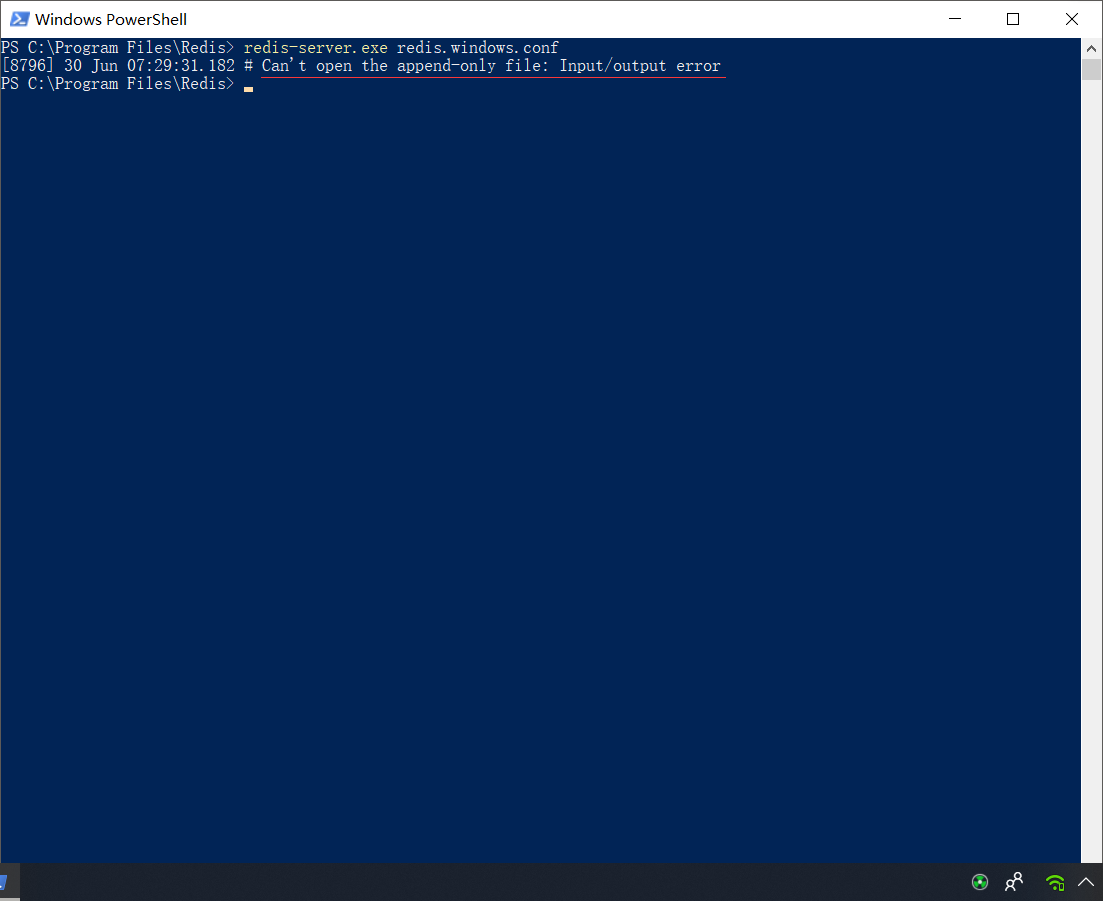 Windows PowerShell
PS C:\Program Files\Redis> redis-server.exe redis.windows.conf
[8796] 30 Jun 07:29:31.182 # Can't open the append-only file: Input/output error
PS C:\Program Files\Redis>